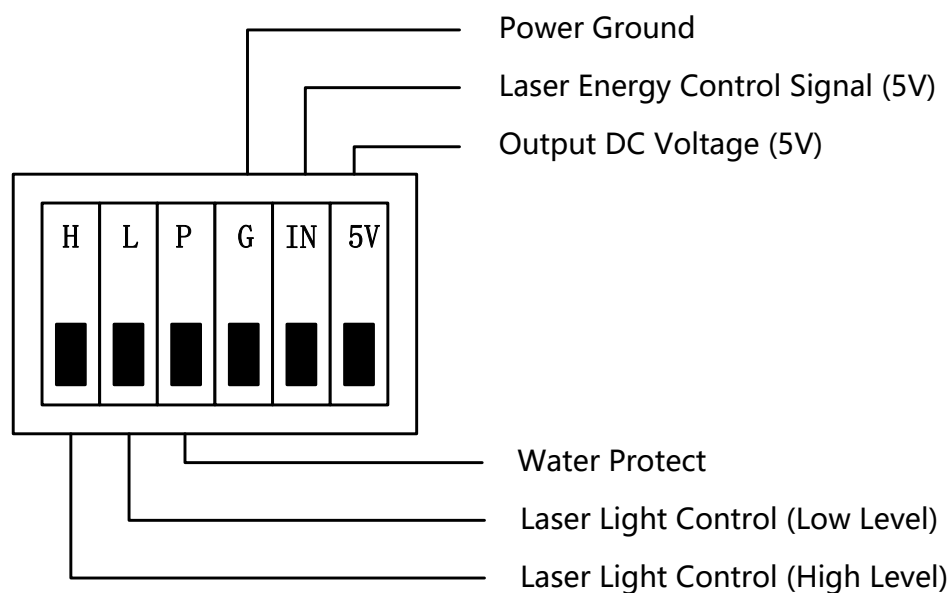 Power Ground
Laser Energy Control Signal (5V)
Output DC Voltage (5V)
H L P G IN 5V
Water Protect
Laser Light Control (Low Level)
Laser Light Control (High Level)